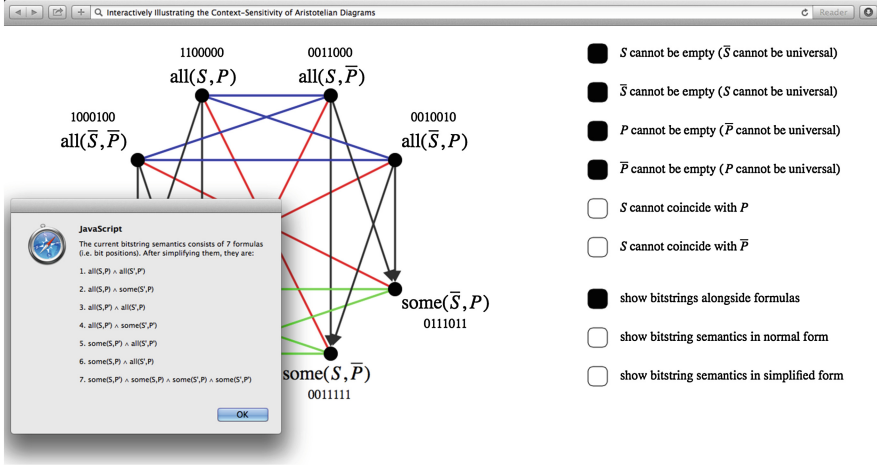 Interactively Illustrating the Context-Sensitivity of Aristotelian Diagrams
Reader
1100000
all(S,P)
0011000
all(S,P̅)
1000100
all(S̅,P̅)
0010010
all(S̅,P)
some(S̅,P)
0111011
some(S,P̅)
0011111
JavaScript
The current bitstring semantics consists of 7 formulas
(i.e. bit positions). After simplifying them, they are:
1. all(S,P) ∧ all(S',P')
2. all(S,P) ∧ some(S',P)
3. all(S,P') ∧ all(S',P)
4. all(S,P') ∧ some(S',P')
5. some(S,P') ∧ all(S',P')
6. some(S,P) ∧ all(S',P)
7. some(S,P') ∧ some(S,P) ∧ some(S',P) ∧ some(S',P')
OK
S cannot be empty (S̅ cannot be universal)
S̅ cannot be empty (S cannot be universal)
P cannot be empty (P̅ cannot be universal)
P̅ cannot be empty (P cannot be universal)
S cannot coincide with P
S cannot coincide with P̅
show bitstrings alongside formulas
show bitstring semantics in normal form
show bitstring semantics in simplified form